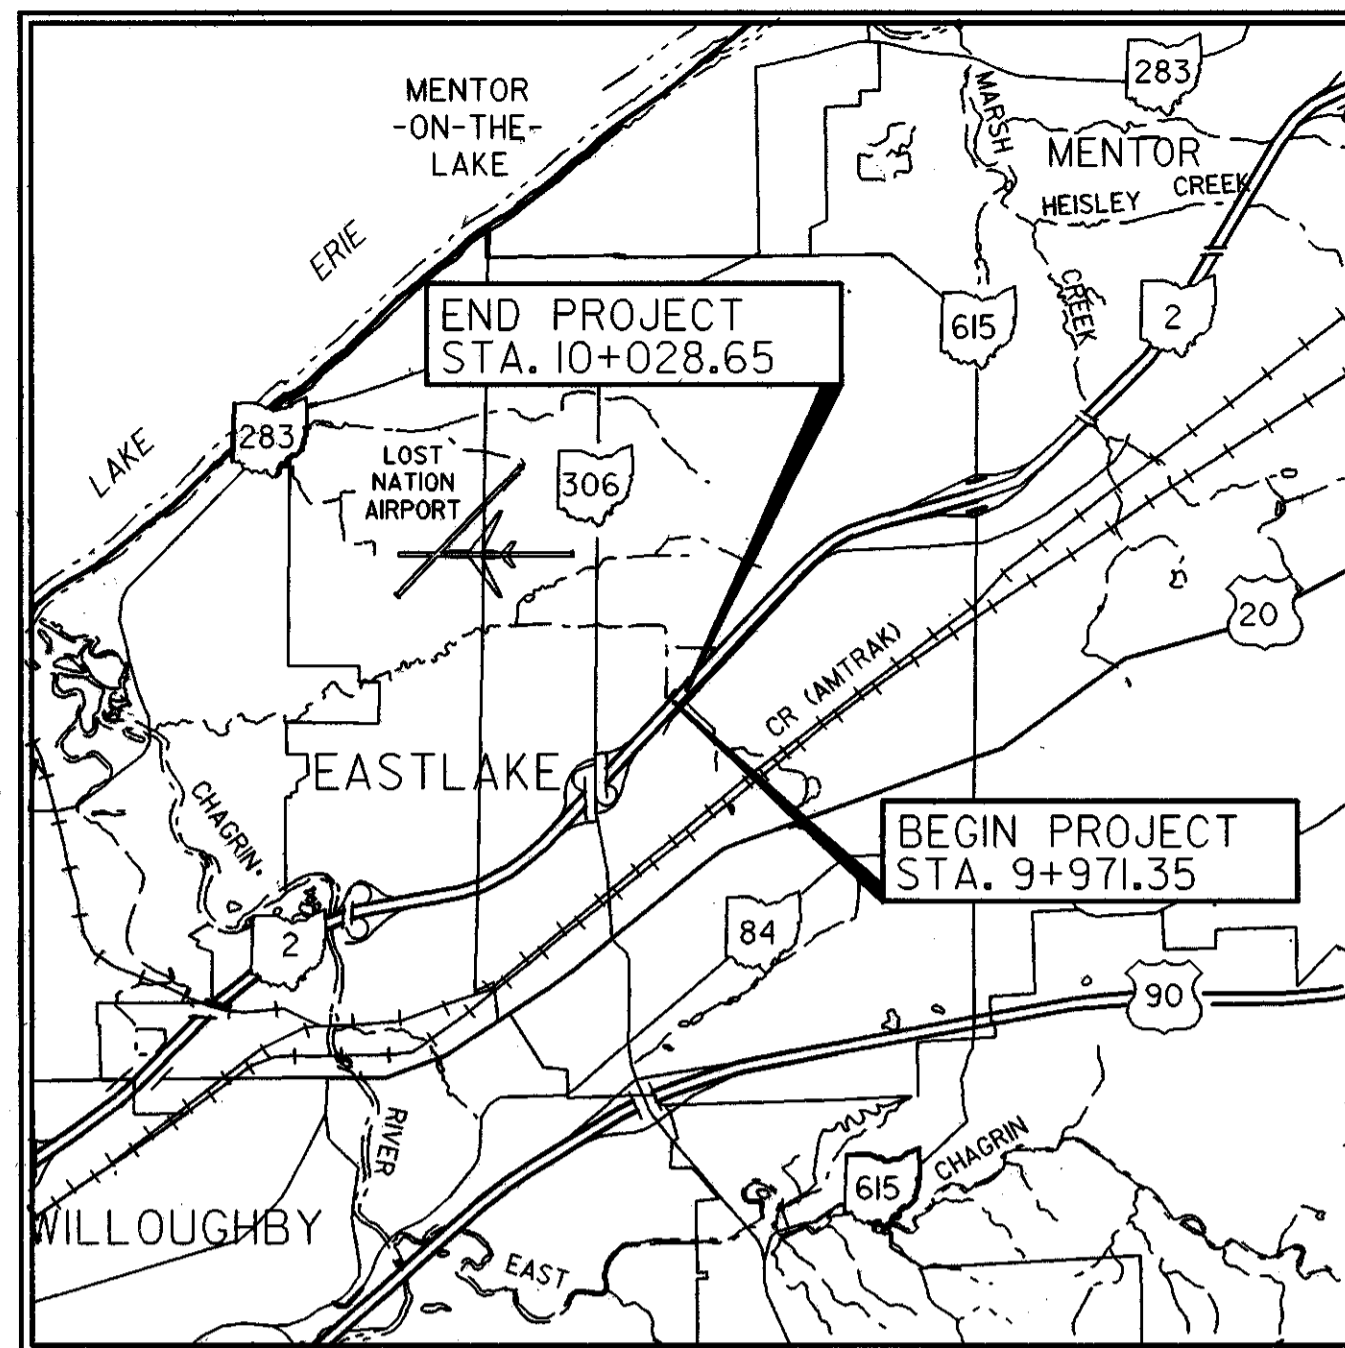 MENTOR
-ON-THE-
LAKE
283
MARSH
MENTOR
HEISLEY CREEK
ERIE
CREEK
END PROJECT
STA. 10+028.65
615
2
LAKE
283
LOST
NATION
AIRPORT
306
20
CR (AMTRAK)
EASTLAKE
CHAGRIN
BEGIN PROJECT
STA. 9+971.35
2
84
90
RIVER
CHAGRIN
615
WILLOUGHBY
EAST